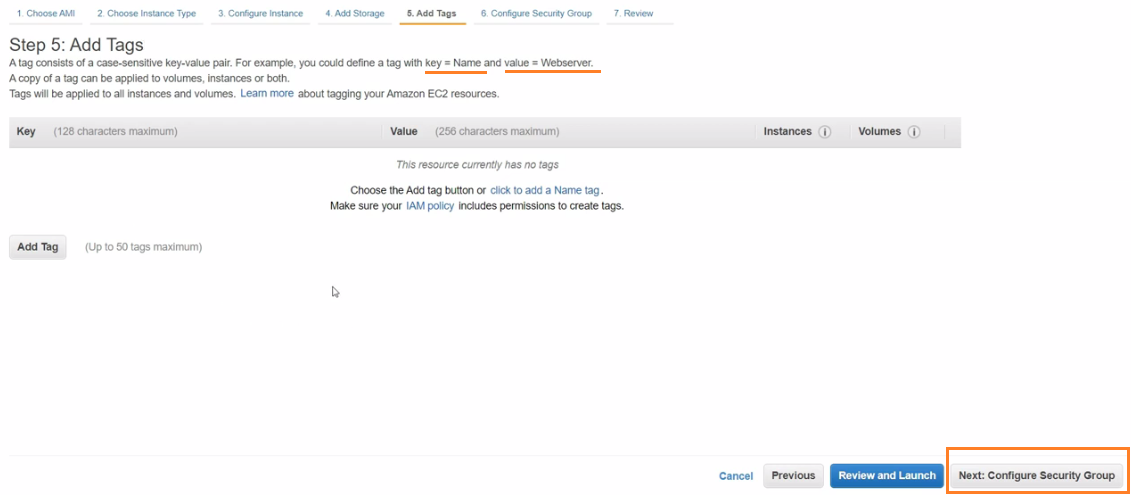 1. Choose AMI 2. Choose Instance Type 3. Configure Instance 4. Add Storage 5. Add Tags 6. Configure Security Group 7. Review
Step 5: Add Tags
A tag consists of a case-sensitive key-value pair. For example, you could define a tag with key = Name and value = Webserver.
A copy of a tag can be applied to volumes, instances or both.
Tags will be applied to all instances and volumes. Learn more about tagging your Amazon EC2 resources.
Key (128 characters maximum) Value (256 characters maximum) Instances i Volumes i
This resource currently has no tags
Choose the Add tag button or click to add a Name tag.
Make sure your IAM policy includes permissions to create tags.
Add Tag (Up to 50 tags maximum)
Cancel Previous Review and Launch Next: Configure Security Group